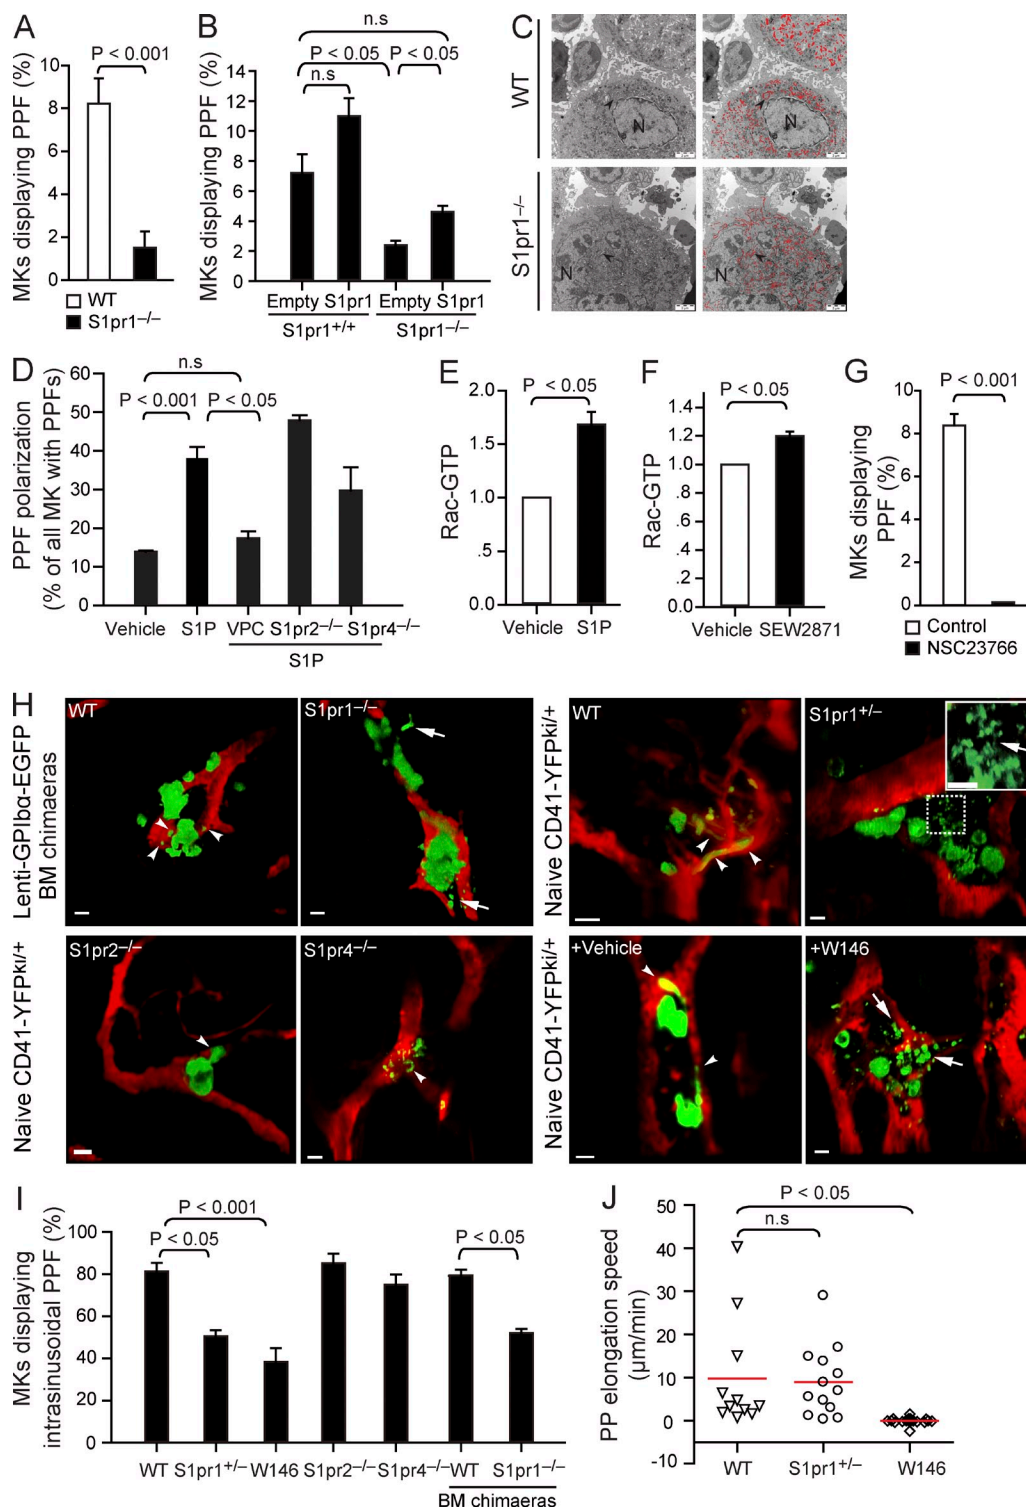 A
MKs displaying PPF (%)
P < 0.001
10
8
6
4
2
0
WT
S1pr1–/–
B
MKs displaying PPF (%)
n.s
P < 0.05
P < 0.05
n.s
14
12
10
8
6
4
2
0
Empty S1pr1
Empty S1pr1
S1pr1+/+
S1pr1–/–
C
WT
N
N
S1pr1–/–
N
N
D
PPF polarization
(% of all MK with PPFs)
n.s
P < 0.001
P < 0.05
60
50
40
30
20
10
0
Vehicle
S1P
VPC
S1pr2–/–
S1pr4–/–
S1P
E
Rac-GTP
P < 0.05
2.0
1.5
1.0
.5
0.0
Vehicle
S1P
F
Rac-GTP
P < 0.05
1.4
1.2
1.0
.8
.6
.4
.2
0.0
Vehicle
SEW2871
G
MKs displaying
PPF (%)
P < 0.001
10
8
6
4
2
0
Control
NSC23766
H
Lenti-GPIbα-EGFP
BM chimaeras
WT
S1pr1–/–
Naive CD41-YFPki/+
WT
S1pr1+/–
Naive CD41-YFPki/+
S1pr2–/–
S1pr4–/–
Naive CD41-YFPki/+
+Vehicle
+W146
I
MKs displaying
intrasinusoidal PPF (%)
P < 0.001
P < 0.05
P < 0.05
100
80
60
40
20
0
WT
S1pr1+/–
W146
S1pr2–/–
S1pr4–/–
WT
S1pr1–/–
BM chimaeras
J
PP elongation speed
(µm/min)
P < 0.05
n.s
50
40
30
20
10
0
-10
WT
S1pr1+/–
W146